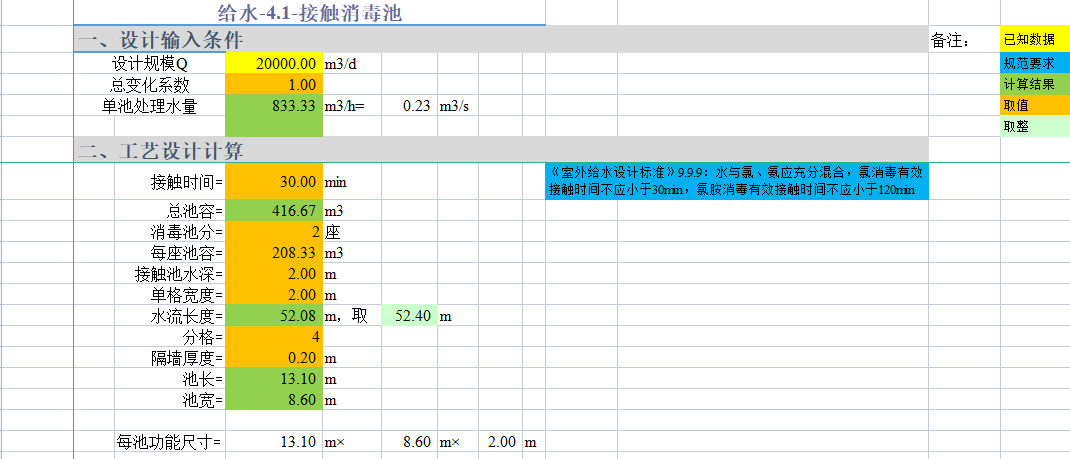 给水-4.1-接触消毒池
一、设计输入条件 备注： 已知数据
设计规模Q 20000.00 m3/d 规范要求
总变化系数 1.00 计算结果
单池处理水量 833.33 m3/h= 0.23 m3/s 取值
取整
二、工艺设计计算
接触时间= 30.00 min 《室外给水设计标准》9.9.9：水与氯、氨应充分混合，氯消毒有效
接触时间不应小于30min，氯胺消毒有效接触时间不应小于120min
总池容= 416.67 m3
消毒池分= 2 座
每座池容= 208.33 m3
接触池水深= 2.00 m
单格宽度= 2.00 m
水流长度= 52.08 m，取 52.40 m
分格= 4
隔墙厚度= 0.20 m
池长= 13.10 m
池宽= 8.60 m
每池功能尺寸= 13.10 m× 8.60 m× 2.00 m